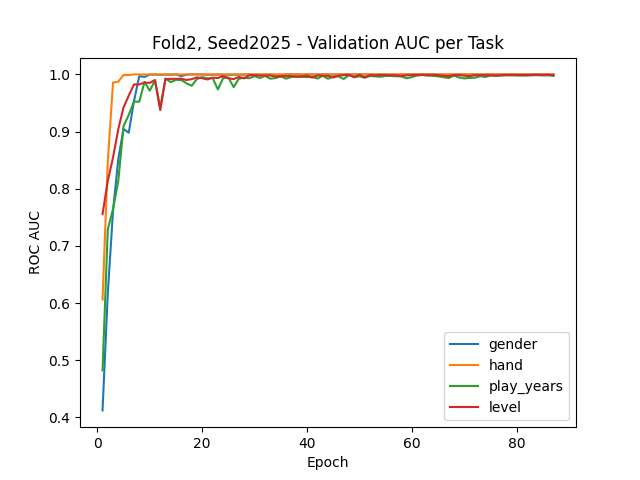 Fold2, Seed2025 - Validation AUC per Task
1.0
0.9
0.8
0.7
0.6
0.5
0.4
ROC AUC
0
20
40
60
80
Epoch
gender
hand
play_years
level